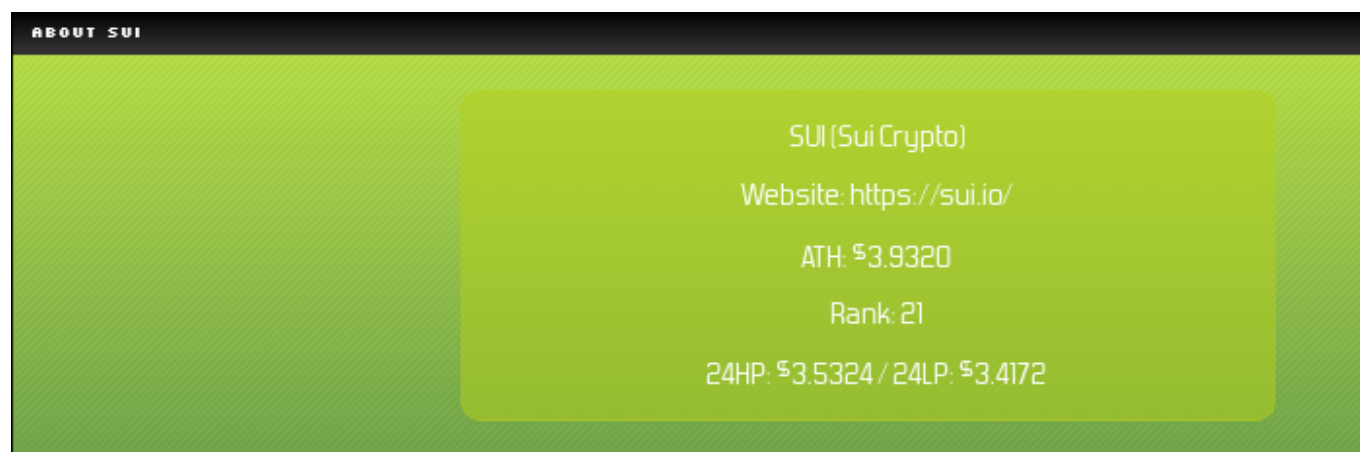 ABOUT SUI
SUI (Sui Crypto)
Website: https://sui.io/
ATH: $3.9320
Rank: 21
24HP: $3.5324 / 24LP: $3.4172